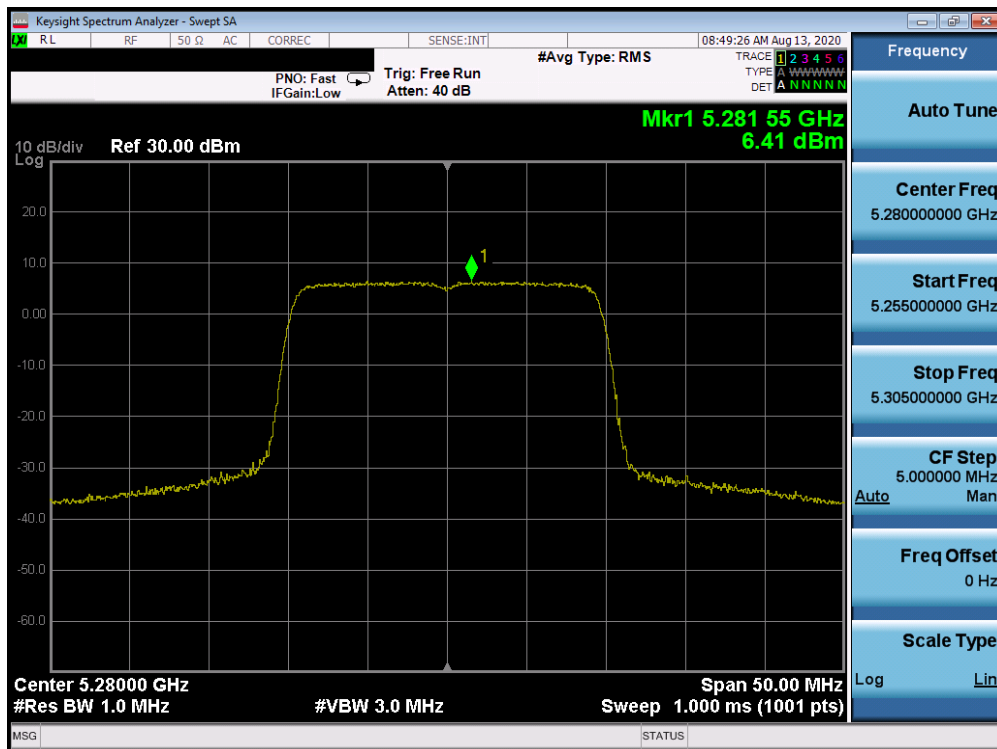 Keysight Spectrum Analyzer - Swept SA
LXI RL RF 50 Ω AC CORREC SENSE:INT 08:49:26 AM Aug 13, 2020
#Avg Type: RMS
TRACE 1 2 3 4 5 6
PNO: Fast Trig: Free Run TYPE A WWWWW
IFGain:Low Atten: 40 dB DET A N N N N N
Mkr1 5.281 55 GHz
6.41 dBm
10 dB/div Ref 30.00 dBm
Log
20.0
1
10.0
0.00
-10.0
-20.0
-30.0
-40.0
-50.0
-60.0
Center 5.28000 GHz Span 50.00 MHz
#Res BW 1.0 MHz #VBW 3.0 MHz Sweep 1.000 ms (1001 pts)
MSG STATUS
Frequency
Auto Tune
Center Freq
5.280000000 GHz
Start Freq
5.255000000 GHz
Stop Freq
5.305000000 GHz
CF Step
5.000000 MHz
Auto Man
Freq Offset
0 Hz
Scale Type
Log Lin